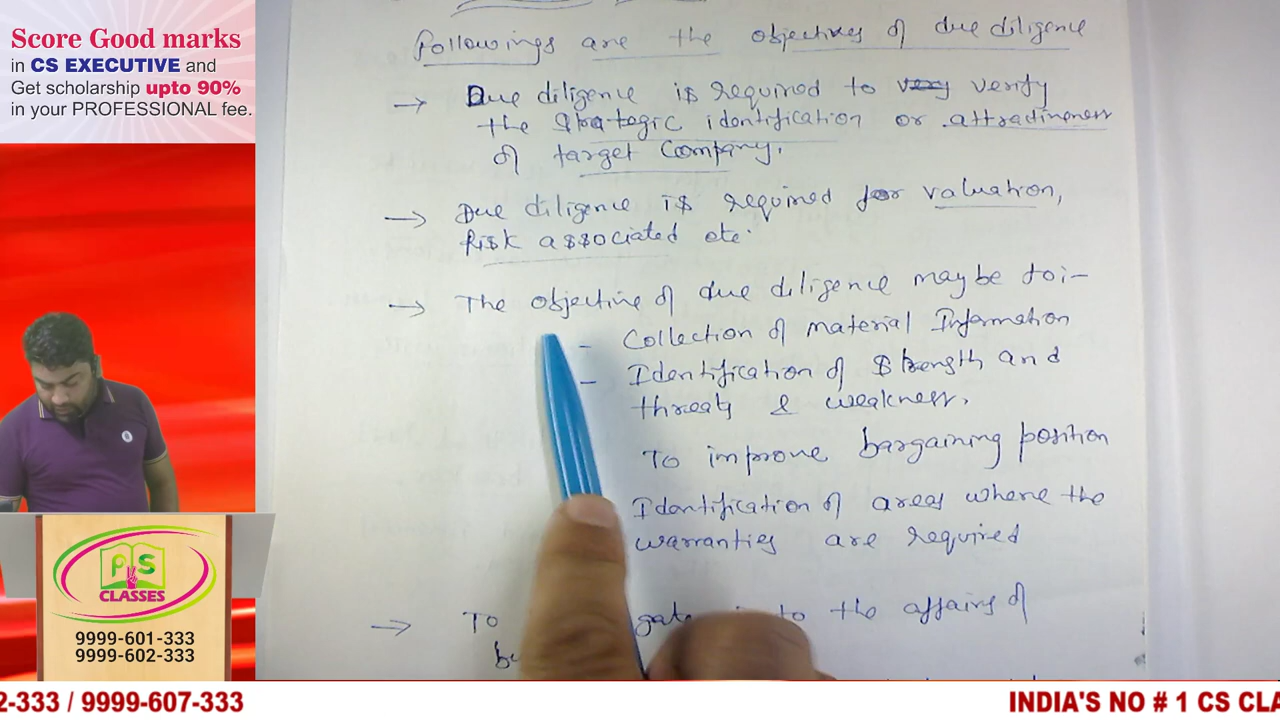 Score Good marks
in CS EXECUTIVE and
Get scholarship upto 90%
in your PROFESSIONAL fee.
Followings are the objectives of due diligence
→ Due diligence is required to very verify
the strategic identification or attractiveness
of target company.
→ Due diligence is required for valuation,
Risk associated etc.
→ The objective of due diligence may be to:-
- Collection of material Information
- Identification of Strength and
threats & weakness.
To improve bargaining position
Identification of areas where the
warranties are required
→ To to the affairs of
PS
CLASSES
9999-601-333
9999-602-333
2-333 / 9999-607-333
INDIA'S NO # 1 CS CLA